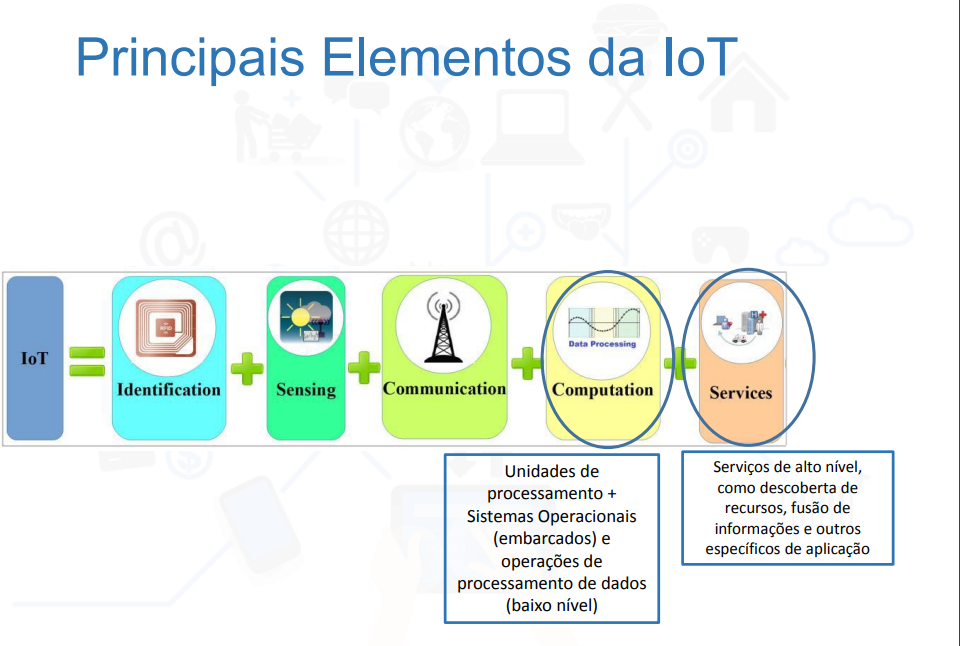 Principais Elementos da IoT
IoT
Identification
Sensing
Communication
Data Processing
Computation
Services
Unidades de
processamento +
Sistemas Operacionais
(embarcados) e
operações de
processamento de dados
(baixo nível)
Serviços de alto nível,
como descoberta de
recursos, fusão de
informações e outros
específicos de aplicação